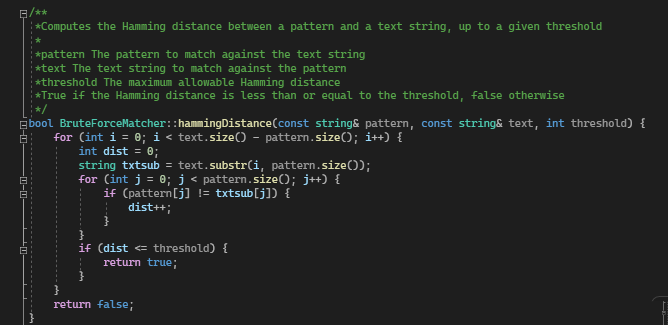 /**
 *Computes the Hamming distance between a pattern and a text string, up to a given threshold
 *
 *pattern The pattern to match against the text string
 *text The text string to match against the pattern
 *threshold The maximum allowable Hamming distance
 *True if the Hamming distance is less than or equal to the threshold, false otherwise
 */
bool BruteForceMatcher::hammingDistance(const string& pattern, const string& text, int threshold) {
    for (int i = 0; i < text.size() - pattern.size(); i++) {
        int dist = 0;
        string txtsub = text.substr(i, pattern.size());
        for (int j = 0; j < pattern.size(); j++) {
            if (pattern[j] != txtsub[j]) {
                dist++;
            }
        }
        if (dist <= threshold) {
            return true;
        }
    }
    return false;
}